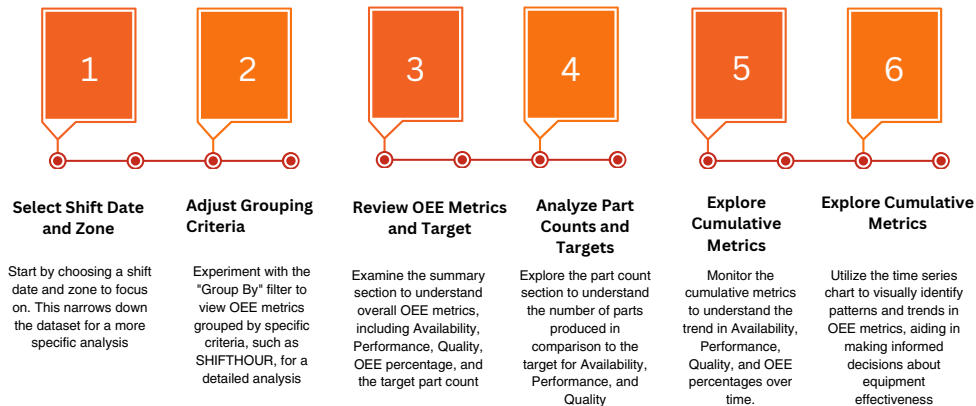 1
2
3
4
5
6
Select Shift Date
and Zone
Start by choosing a shift
date and zone to focus
on. This narrows down
the dataset for a more
specific analysis
Adjust Grouping
Criteria
Experiment with the
"Group By" filter to
view OEE metrics
grouped by specific
criteria, such as
SHIFTHOUR, for a
detailed analysis
Review OEE Metrics
and Target
Examine the summary
section to understand
overall OEE metrics,
including Availability,
Performance, Quality,
OEE percentage, and
the target part count
Analyze Part
Counts and
Targets
Explore the part count
section to understand
the number of parts
produced in
comparison to the
target for Availability,
Performance, and
Quality
Explore
Cumulative
Metrics
Monitor the
cumulative metrics
to understand the
trend in Availability,
Performance,
Quality, and OEE
percentages over
time.
Explore Cumulative
Metrics
Utilize the time series
chart to visually identify
patterns and trends in
OEE metrics, aiding in
making informed
decisions about
equipment
effectiveness